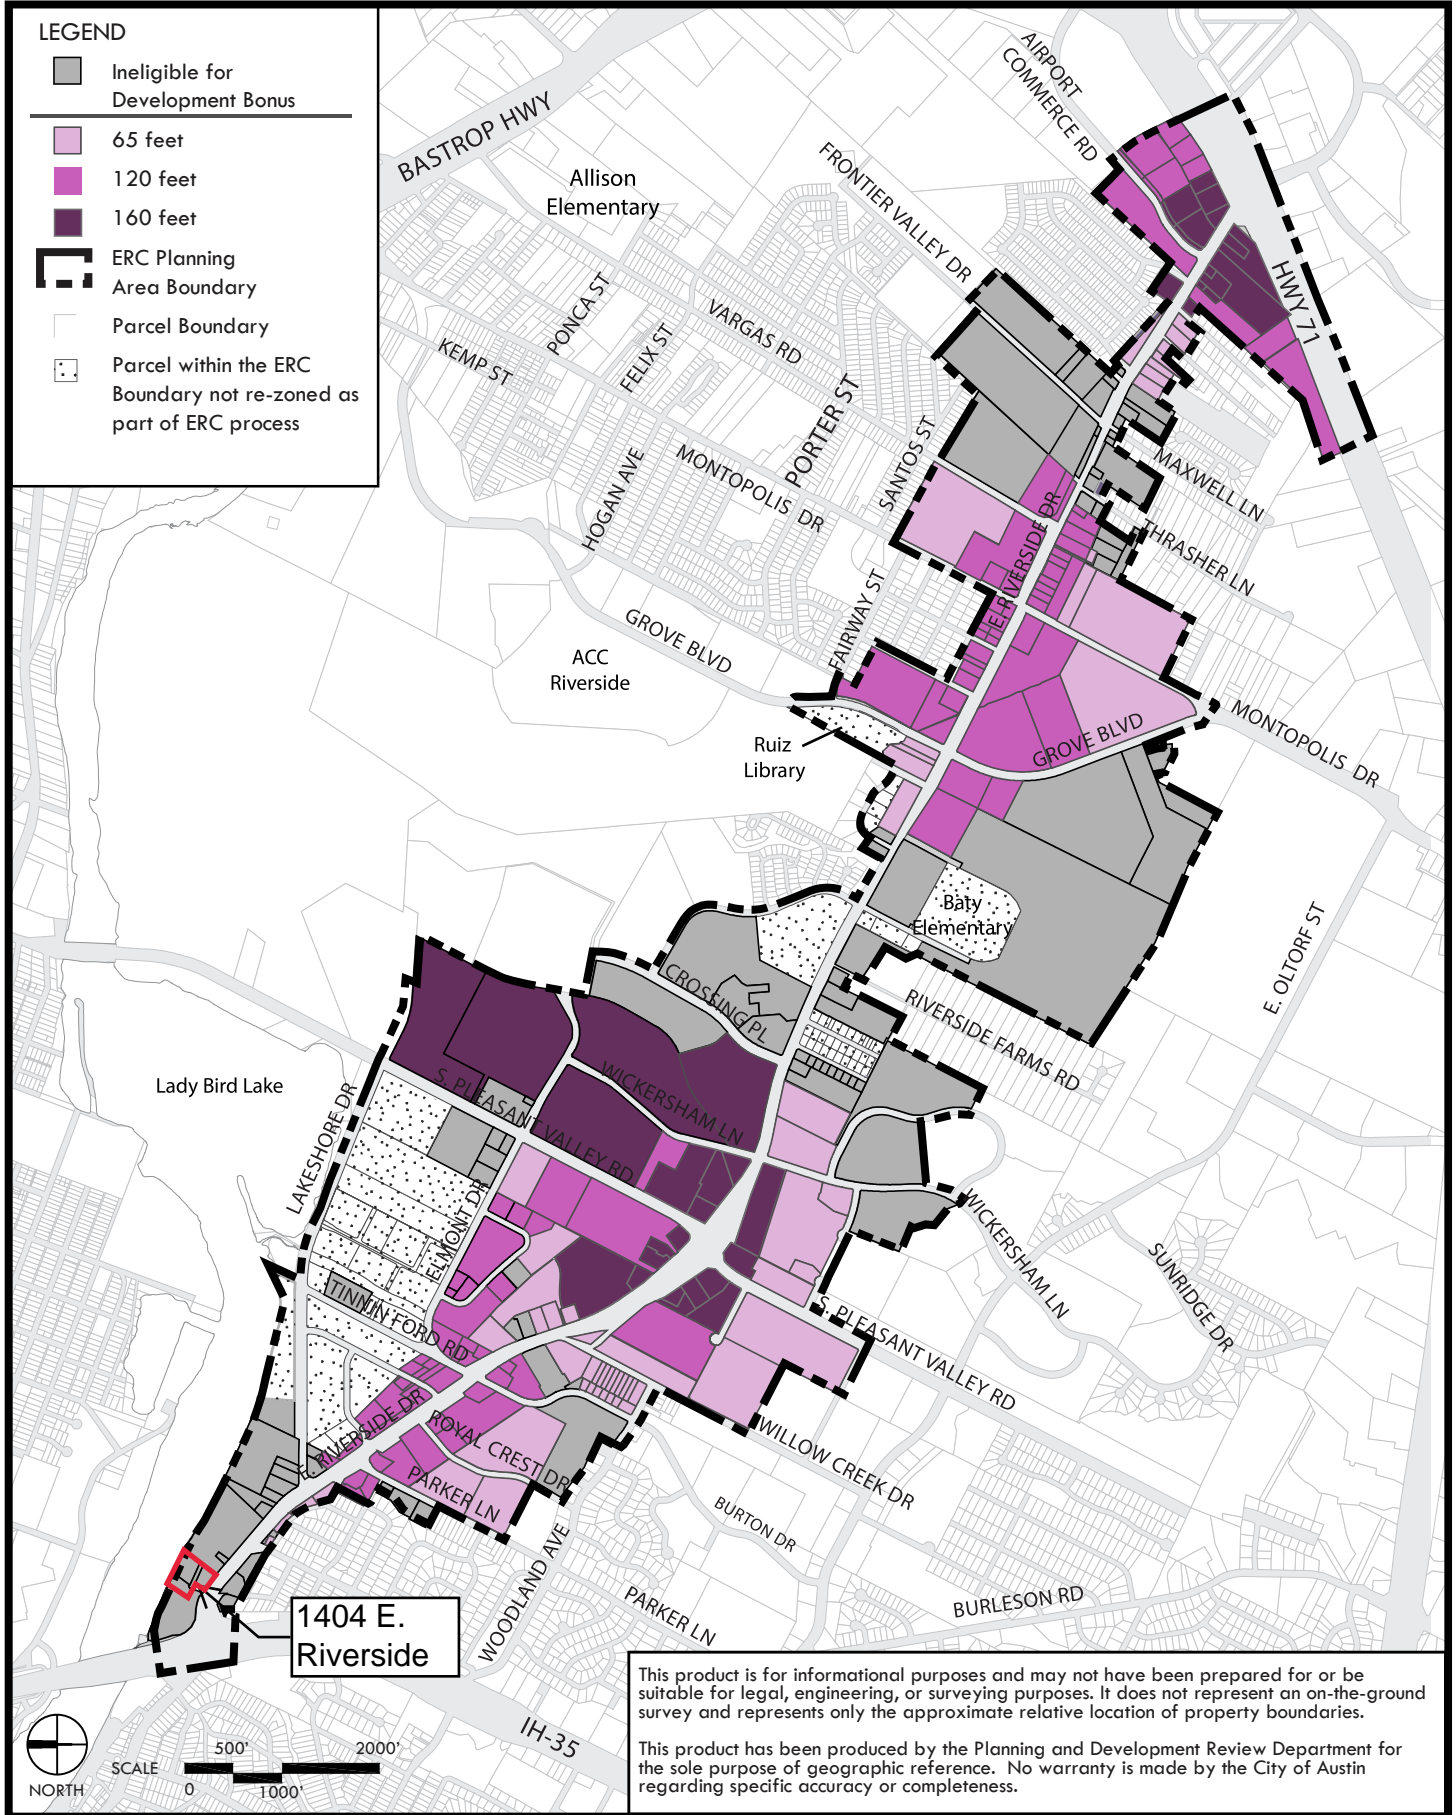 LEGEND
Ineligible for
Development Bonus
65 feet
120 feet
160 feet
ERC Planning
Area Boundary
Parcel Boundary
Parcel within the ERC
Boundary not re-zoned as
part of ERC process
BASTROP HWY
Allison
Elementary
AIRPORT
COMMERCE RD
FRONTIER VALLEY DR
HWY 71
PONCA ST
VARGAS RD
FELIX ST
KEMP ST
PORTER ST
SANTOS ST
HOGAN AVE
MONTOPOLIS DR
MAXWELL LN
THRASHER LN
E. RIVERSIDE DR
FAIRWAY ST
GROVE BLVD
ACC
Riverside
GROVE BLVD
MONTOPOLIS DR
Ruiz
Library
Baty
Elementary
E. OLTORF ST
CROSSING PL
RIVERSIDE FARMS RD
Lady Bird Lake
LAKESHORE DR
S. PLEASANT VALLEY RD
WICKERSHAM LN
ELMONT DR
WICKERSHAM LN
SUNRIDGE DR
TINNIN FORD RD
S. PLEASANT VALLEY RD
E. RIVERSIDE DR
ROYAL CREST DR
PARKER LN
WILLOW CREEK DR
BURTON DR
WOODLAND AVE
PARKER LN
BURLESON RD
1404 E.
Riverside
IH-35
NORTH
SCALE
500'
2000'
0
1000'
This product is for informational purposes and may not have been prepared for or be
suitable for legal, engineering, or surveying purposes. It does not represent an on-the-ground
survey and represents only the approximate relative location of property boundaries.
This product has been produced by the Planning and Development Review Department for
the sole purpose of geographic reference.  No warranty is made by the City of Austin
regarding specific accuracy or completeness.